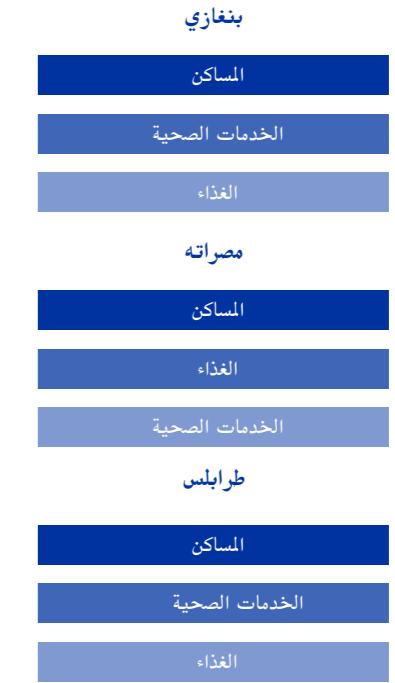 بنغازي
المساكن
الخدمات الصحية
الغذاء
مصراته
المساكن
الغذاء
الخدمات الصحية
طرابلس
المساكن
الخدمات الصحية
الغذاء